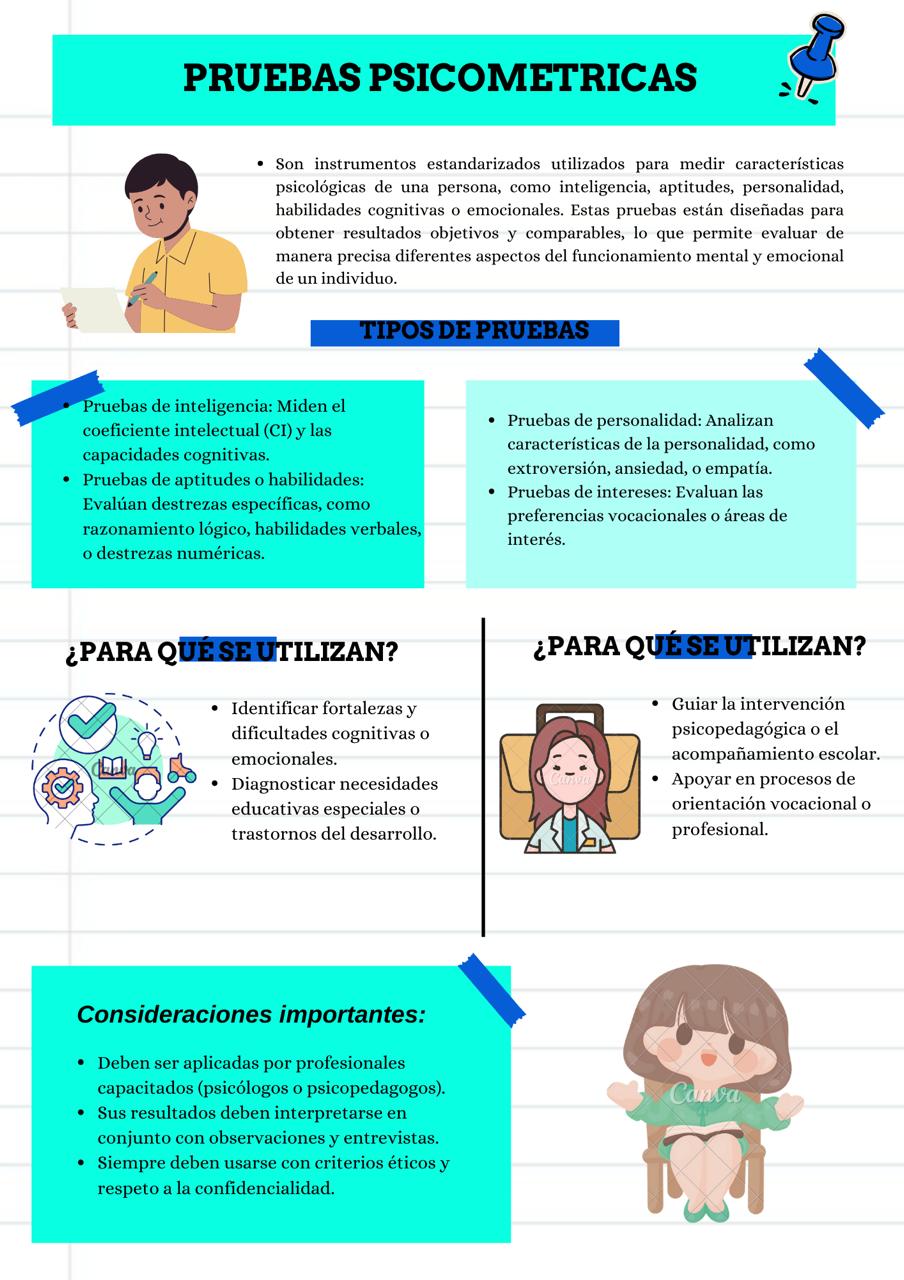 PRUEBAS PSICOMETRICAS
• Son instrumentos estandarizados utilizados para medir características
psicológicas de una persona, como inteligencia, aptitudes, personalidad,
habilidades cognitivas o emocionales. Estas pruebas están diseñadas para
obtener resultados objetivos y comparables, lo que permite evaluar de
manera precisa diferentes aspectos del funcionamiento mental y emocional
de un individuo.
TIPOS DE PRUEBAS
• Pruebas de inteligencia: Miden el
coeficiente intelectual (CI) y las
capacidades cognitivas.
• Pruebas de aptitudes o habilidades:
Evalúan destrezas específicas, como
razonamiento lógico, habilidades verbales,
o destrezas numéricas.
• Pruebas de personalidad: Analizan
características de la personalidad, como
extroversión, ansiedad, o empatía.
• Pruebas de intereses: Evaluan las
preferencias vocacionales o áreas de
interés.
¿PARA QUÉ SE UTILIZAN?
Canva
• Identificar fortalezas y
dificultades cognitivas o
emocionales.
• Diagnosticar necesidades
educativas especiales o
trastornos del desarrollo.
¿PARA QUÉ SE UTILIZAN?
Canva
• Guiar la intervención
psicopedagógica o el
acompañamiento escolar.
• Apoyar en procesos de
orientación vocacional o
profesional.
Consideraciones importantes:
• Deben ser aplicadas por profesionales
capacitados (psicólogos o psicopedagogos).
• Sus resultados deben interpretarse en
conjunto con observaciones y entrevistas.
• Siempre deben usarse con criterios éticos y
respeto a la confidencialidad.
Canva